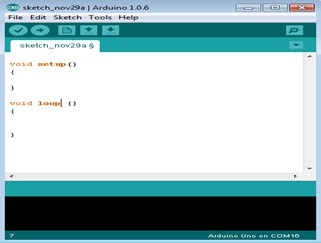 sketch_nov29a | Arduino 1.0.6
File Edit Sketch Tools Help
sketch_nov29a §
void setup()
{
}
void loop ()
{
}
7
Arduino Uno on COM16